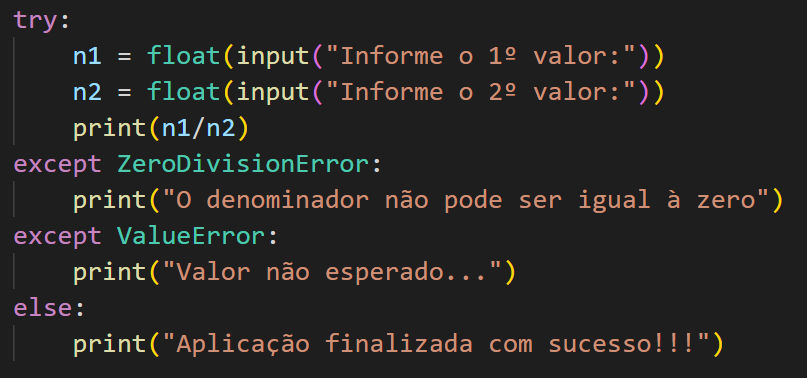 try:
    n1 = float(input("Informe o 1º valor:"))
    n2 = float(input("Informe o 2º valor:"))
    print(n1/n2)
except ZeroDivisionError:
    print("O denominador não pode ser igual à zero")
except ValueError:
    print("Valor não esperado...")
else:
    print("Aplicação finalizada com sucesso!!!")